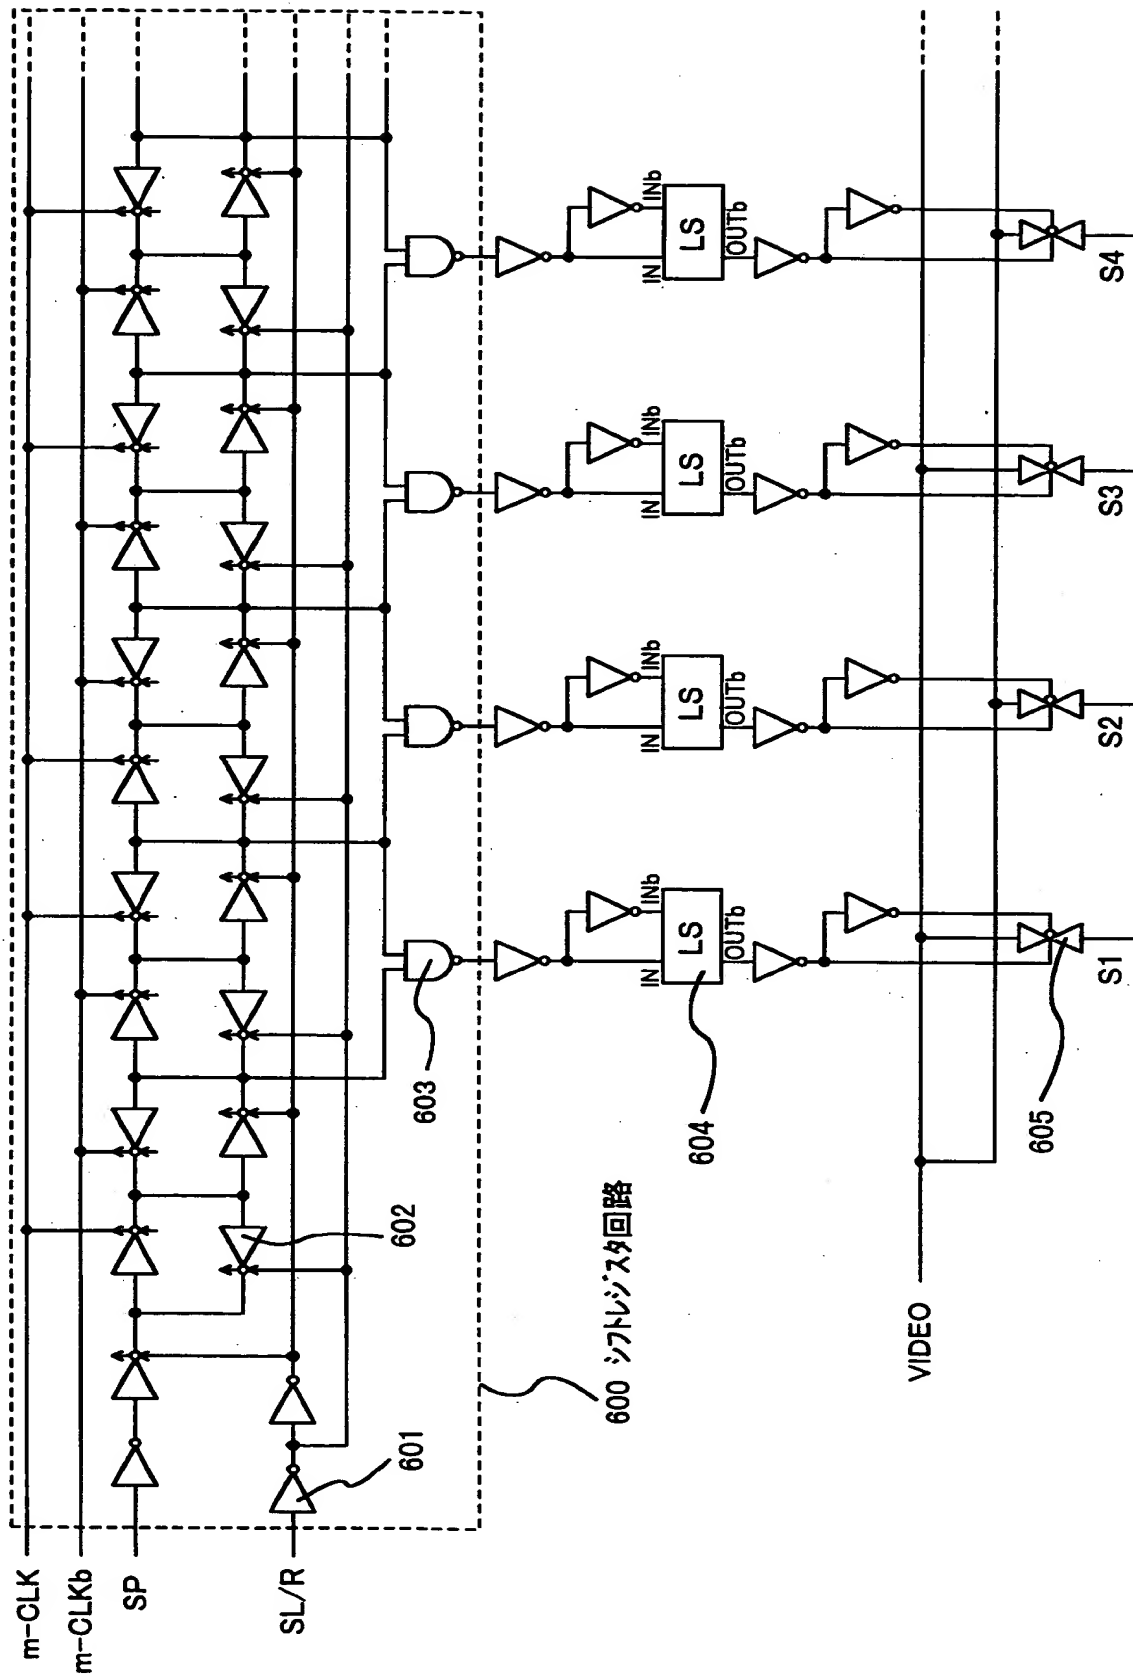 m-CLK
m-CLKb
SP
SL/R
601
602
603
600 シフトレジスタ回路
IN
INb
LS
OUTb
604
IN
INb
LS
OUTb
IN
INb
LS
OUTb
IN
INb
LS
OUTb
VIDEO
605
S1
S2
S3
S4